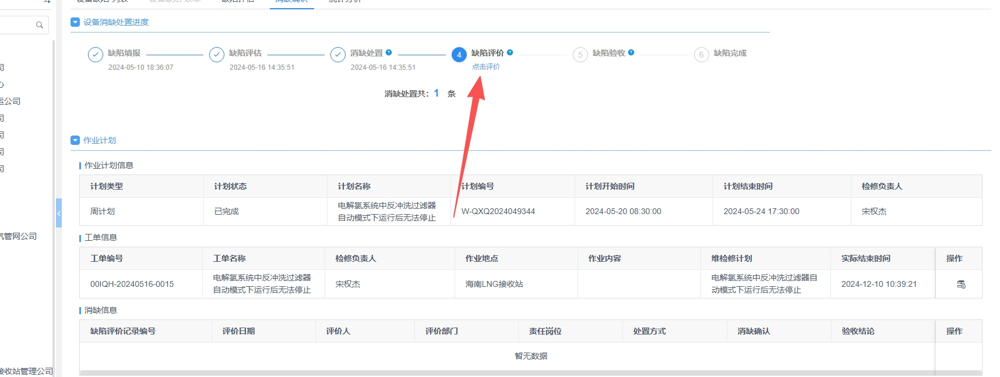 消缺确认
设备消缺处置进度
缺陷填报
2024-05-10 18:36:07
缺陷评估
2024-05-16 14:35:51
消缺处置
2024-05-16 14:35:51
4
缺陷评价
点击评价
5
缺陷验收
6
缺陷完成
消缺处置共： 1 条
司
心
运公司
司
司
司
司
气管网公司
接收站管理公司
作业计划
作业计划信息
计划类型 计划状态 计划名称 计划编号 计划开始时间 计划结束时间 检修负责人
周计划 已完成 电解氯系统中反冲洗过滤器自动模式下运行后无法停止 W-QXQ2024049344 2024-05-20 08:30:00 2024-05-24 17:30:00 宋权杰
工单信息
工单编号 工单名称 检修负责人 作业地点 作业内容 维检修计划 实际结束时间 操作
00IQH-20240516-0015 电解氯系统中反冲洗过滤器自动模式下运行后无法停止 宋权杰 海南LNG接收站 电解氯系统中反冲洗过滤器自动模式下运行后无法停止 2024-12-10 10:39:21
消缺信息
缺陷评价记录编号 评价日期 评价人 评价部门 责任岗位 处置方式 消缺确认 验收结论 操作
暂无数据